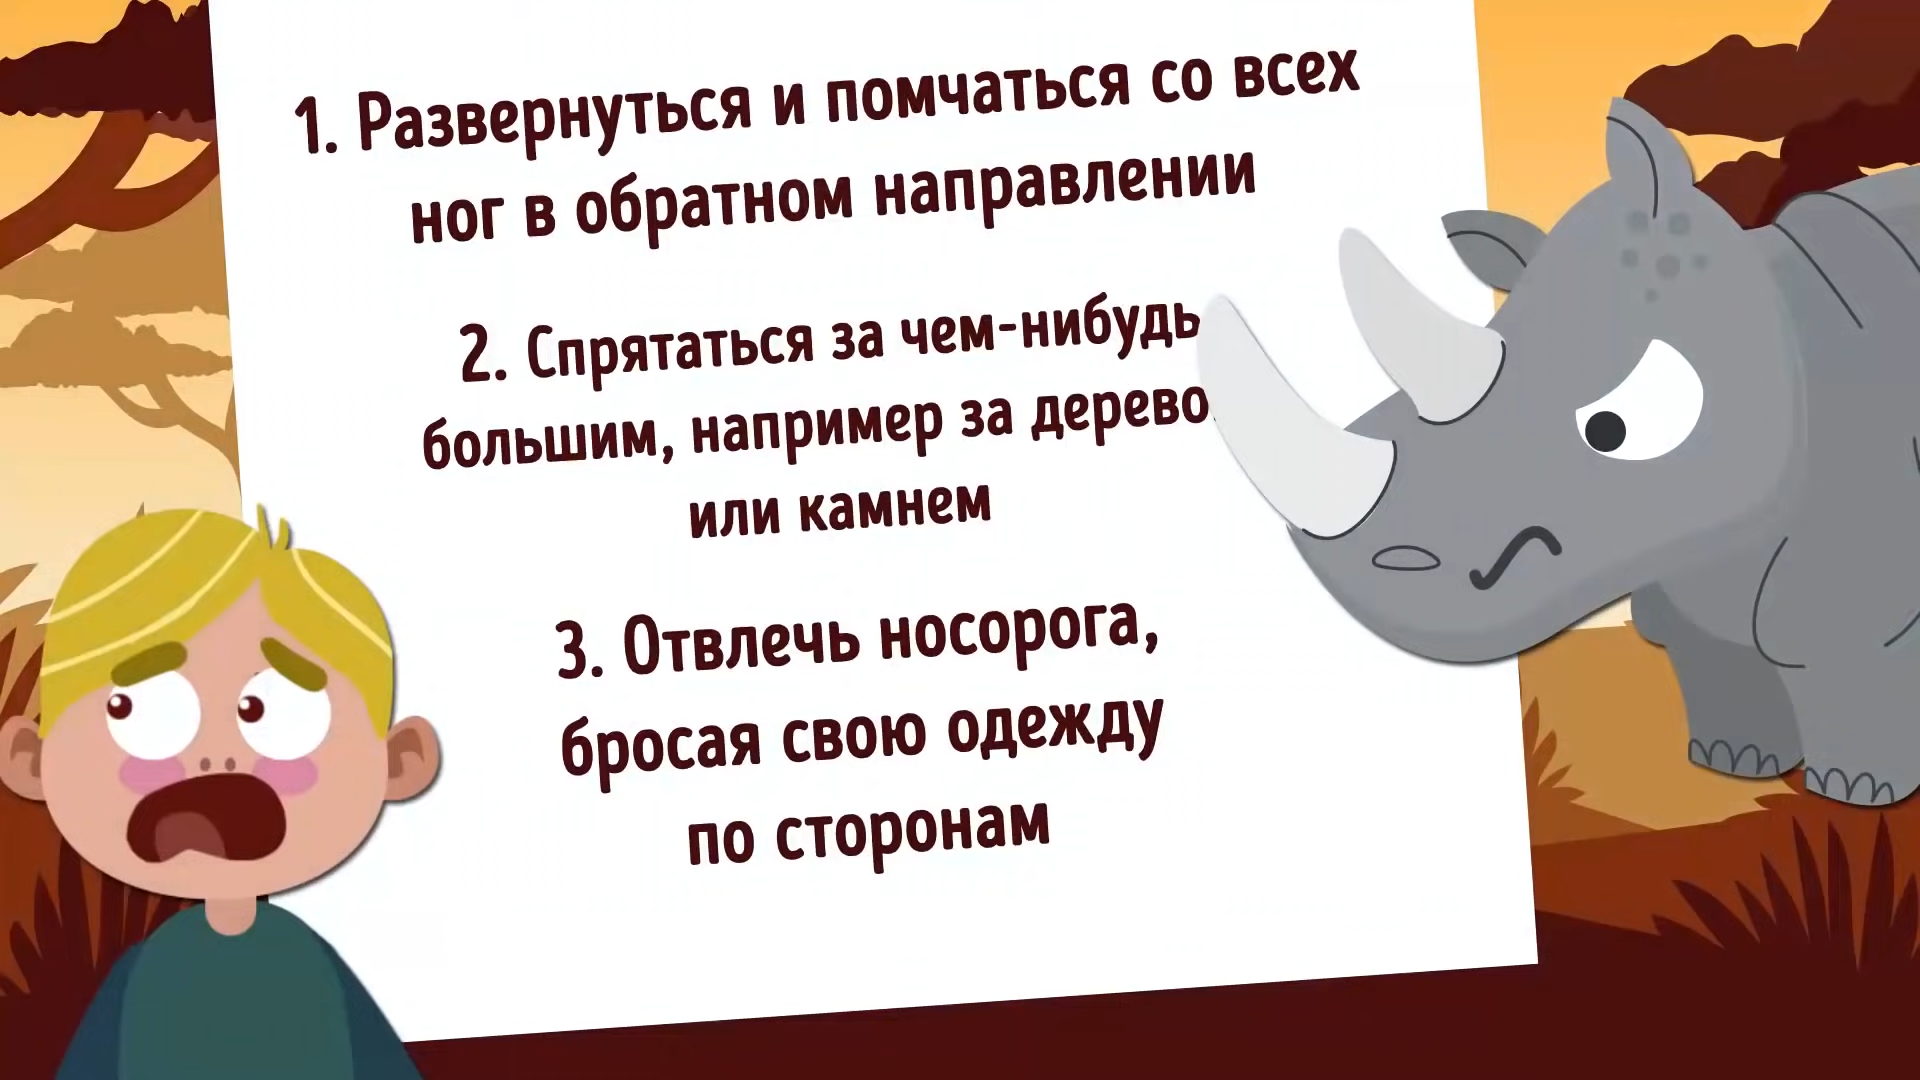 1. Развернуться и помчаться со всех
ног в обратном направлении
2. Спрятаться за чем-нибудь
большим, например за
или камнем
3. Отвлечь носорога,
бросая свою одежду
по сторонам